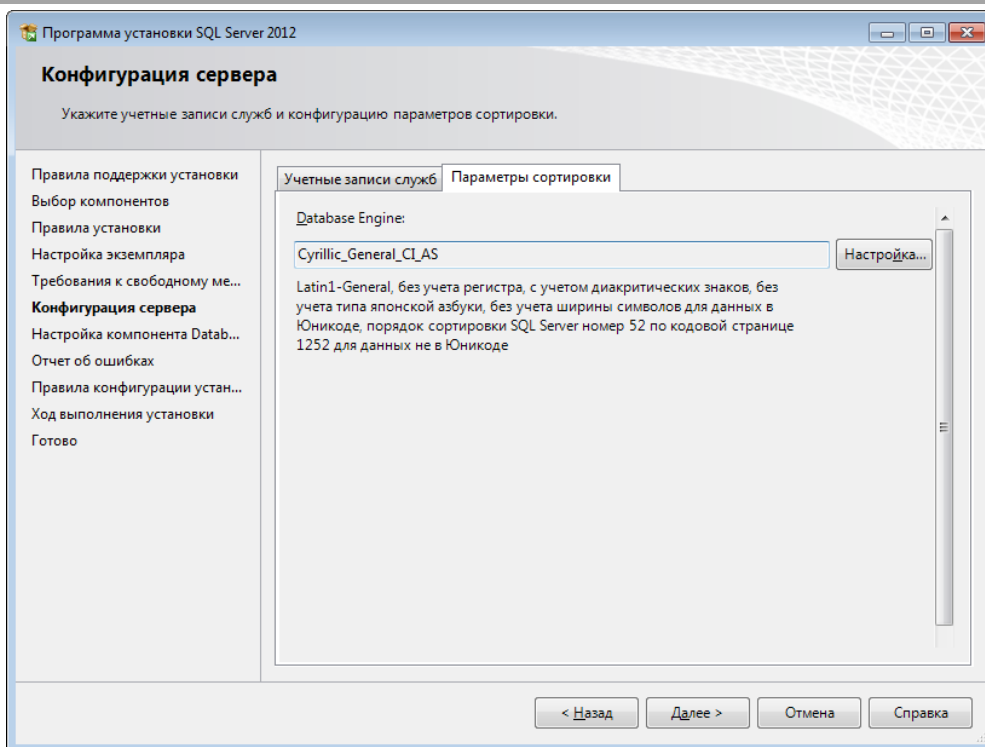 Программа установки SQL Server 2012
Конфигурация сервера
Укажите учетные записи служб и конфигурацию параметров сортировки.
Правила поддержки установки
Выбор компонентов
Правила установки
Настройка экземпляра
Требования к свободному ме...
Конфигурация сервера
Настройка компонента Datab...
Отчет об ошибках
Правила конфигурации устан...
Ход выполнения установки
Готово
Учетные записи служб
Параметры сортировки
Database Engine:
Cyrillic_General_CI_AS
Настройка...
Latin1-General, без учета регистра, с учетом диакритических знаков, без
учета типа японской азбуки, без учета ширины символов для данных в
Юникоде, порядок сортировки SQL Server номер 52 по кодовой странице
1252 для данных не в Юникоде
< Назад
Далее >
Отмена
Справка